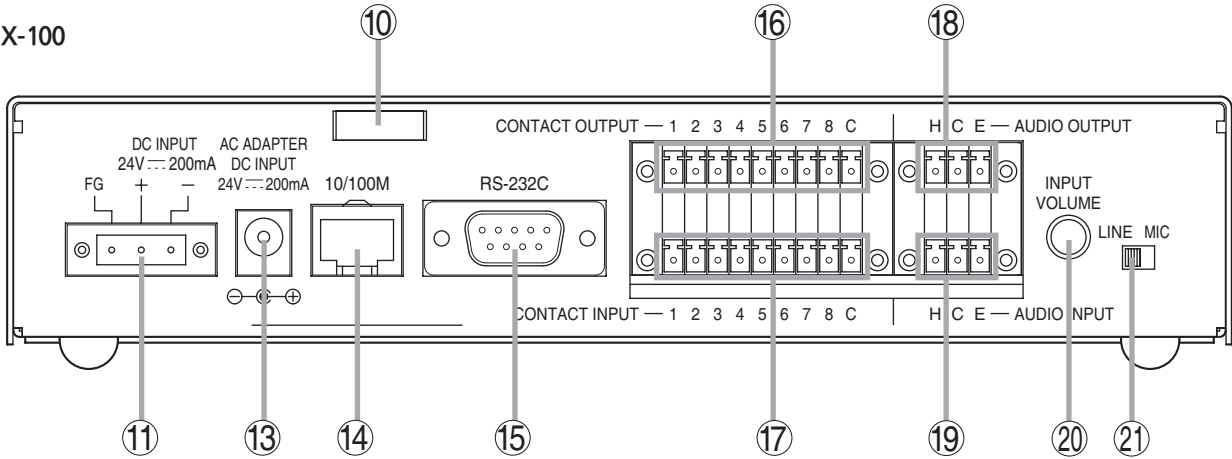 ⑩ ⑯ ⑱
X-100
CONTACT OUTPUT — 1 2 3 4 5 6 7 8 C H C E — AUDIO OUTPUT
DC INPUT
24V ⎓ 200mA
FG + −
AC ADAPTER
DC INPUT
24V ⎓ 200mA
10/100M
RS-232C
INPUT
VOLUME
LINE MIC
CONTACT INPUT — 1 2 3 4 5 6 7 8 C H C E — AUDIO INPUT
⑪ ⑬ ⑭ ⑮ ⑰ ⑲ ⑳ ㉑